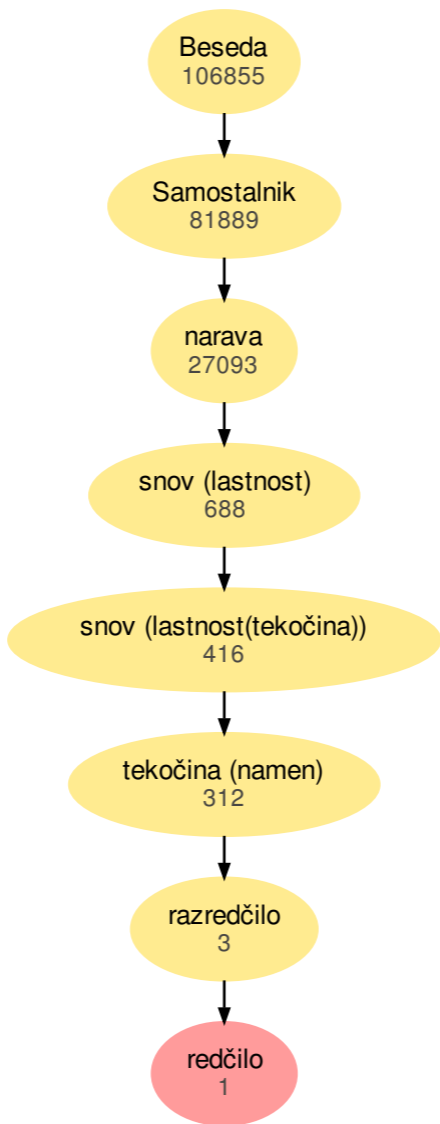 Beseda
106855
Samostalnik
81889
narava
27093
snov (lastnost)
688
snov (lastnost(tekočina))
416
tekočina (namen)
312
razredčilo
3
redčilo
1